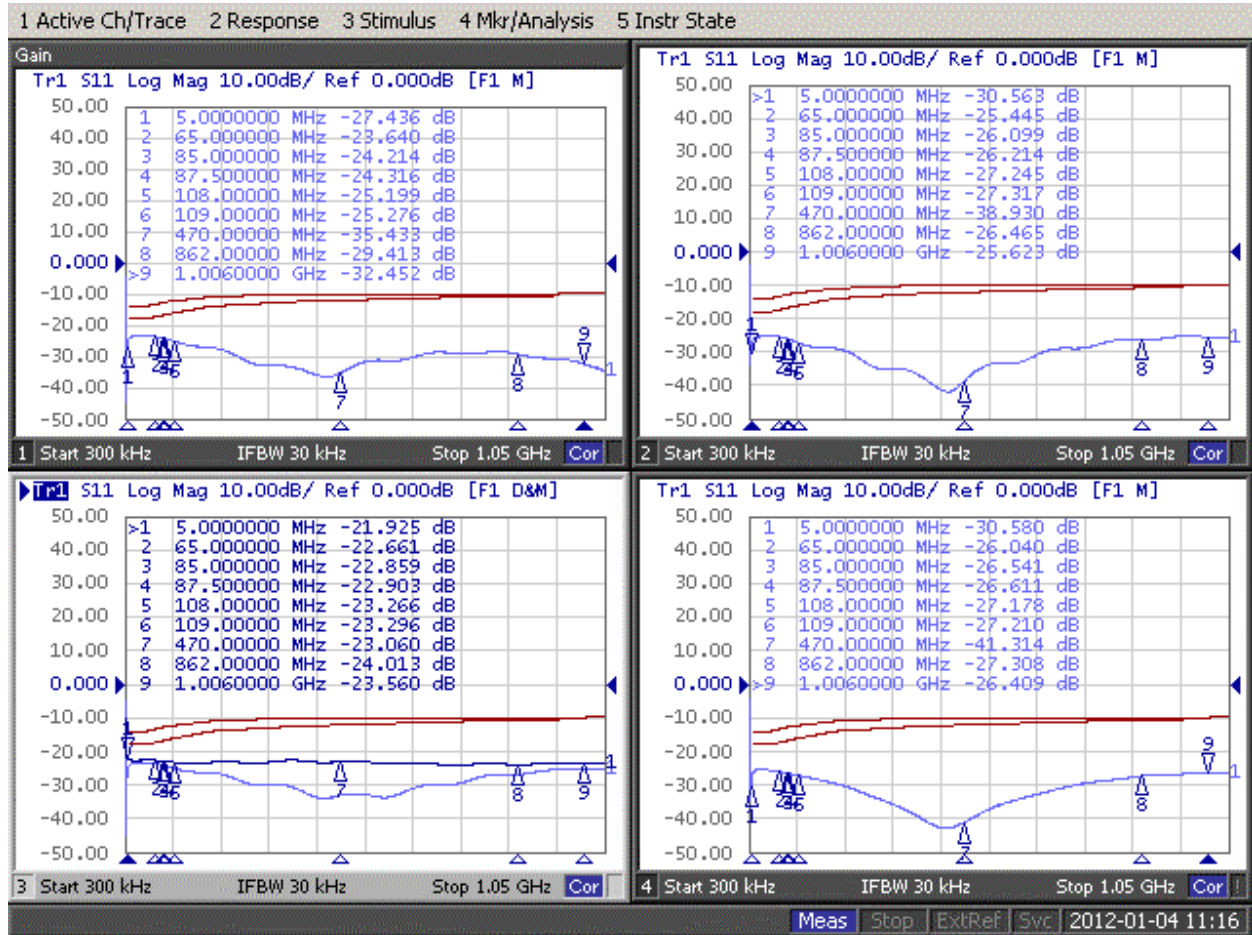 1 Active Ch/Trace 2 Response 3 Stimulus 4 Mkr/Analysis 5 Instr State
Gain
Tr1 S11 Log Mag 10.00dB/ Ref 0.000dB [F1 M]
50.00
40.00
30.00
20.00
10.00
0.000
-10.00
-20.00
-30.00
-40.00
-50.00
1 5.0000000 MHz -27.436 dB
2 65.000000 MHz -23.640 dB
3 85.000000 MHz -24.214 dB
4 87.500000 MHz -24.316 dB
5 108.00000 MHz -25.199 dB
6 109.00000 MHz -25.276 dB
7 470.00000 MHz -35.433 dB
8 862.00000 MHz -29.413 dB
>9 1.0060000 GHz -32.452 dB
1 Start 300 kHz IFBW 30 kHz Stop 1.05 GHz Cor
Tr1 S11 Log Mag 10.00dB/ Ref 0.000dB [F1 M]
50.00
40.00
30.00
20.00
10.00
0.000
-10.00
-20.00
-30.00
-40.00
-50.00
>1 5.0000000 MHz -30.563 dB
2 65.000000 MHz -25.445 dB
3 85.000000 MHz -26.099 dB
4 87.500000 MHz -26.214 dB
5 108.00000 MHz -27.245 dB
6 109.00000 MHz -27.317 dB
7 470.00000 MHz -38.930 dB
8 862.00000 MHz -26.465 dB
9 1.0060000 GHz -25.623 dB
2 Start 300 kHz IFBW 30 kHz Stop 1.05 GHz Cor
Tr1 S11 Log Mag 10.00dB/ Ref 0.000dB [F1 D&M]
50.00
40.00
30.00
20.00
10.00
0.000
-10.00
-20.00
-30.00
-40.00
-50.00
>1 5.0000000 MHz -21.925 dB
2 65.000000 MHz -22.661 dB
3 85.000000 MHz -22.859 dB
4 87.500000 MHz -22.903 dB
5 108.00000 MHz -23.266 dB
6 109.00000 MHz -23.296 dB
7 470.00000 MHz -23.060 dB
8 862.00000 MHz -24.013 dB
9 1.0060000 GHz -23.560 dB
3 Start 300 kHz IFBW 30 kHz Stop 1.05 GHz Cor
Tr1 S11 Log Mag 10.00dB/ Ref 0.000dB [F1 M]
50.00
40.00
30.00
20.00
10.00
0.000
-10.00
-20.00
-30.00
-40.00
-50.00
1 5.0000000 MHz -30.580 dB
2 65.000000 MHz -26.040 dB
3 85.000000 MHz -26.541 dB
4 87.500000 MHz -26.611 dB
5 108.00000 MHz -27.178 dB
6 109.00000 MHz -27.210 dB
7 470.00000 MHz -41.314 dB
8 862.00000 MHz -27.308 dB
>9 1.0060000 GHz -26.409 dB
4 Start 300 kHz IFBW 30 kHz Stop 1.05 GHz Cor !
Meas Stop ExtRef Svc 2012-01-04 11:16